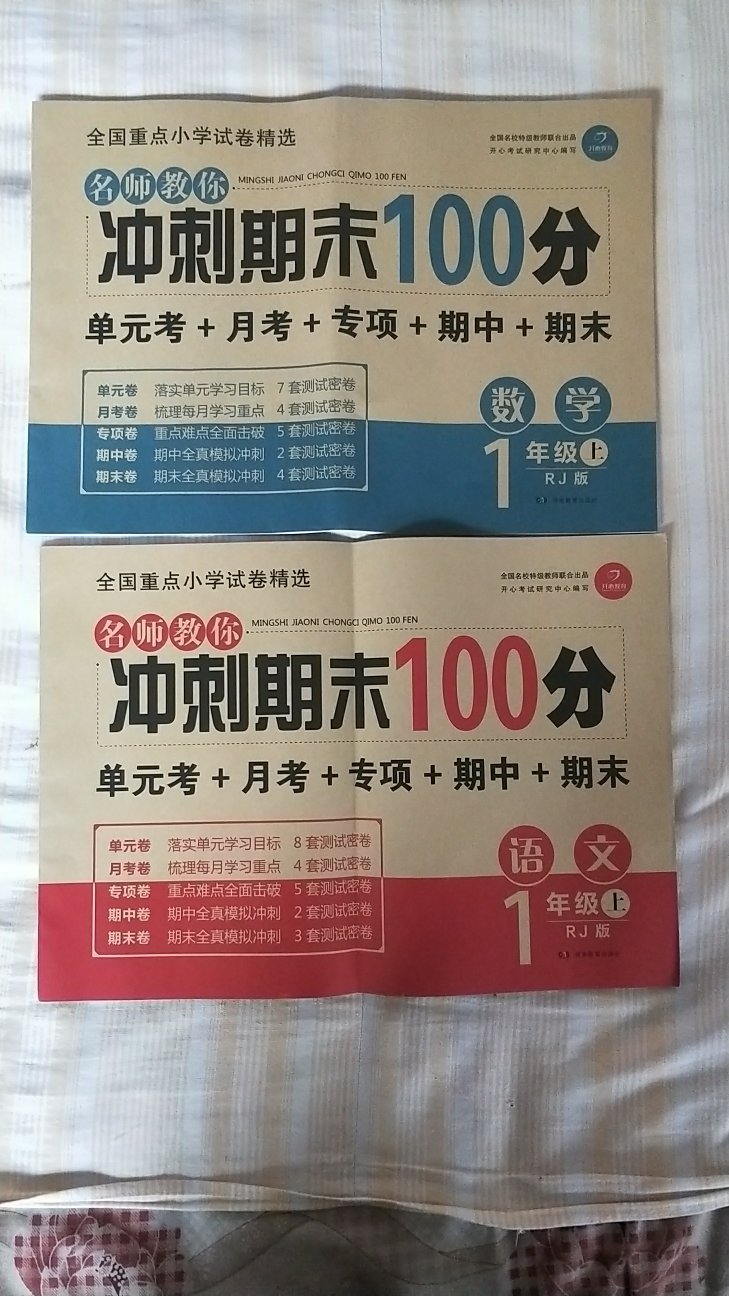 全国重点小学试卷精选
全国名校特级教师联合出品
开心考试研究中心编写
开心教育
名师教你
MINGSHI JIAONI CHONGCI QIMO 100 FEN
冲刺期末100分
单元考+月考+专项+期中+期末
单元卷 落实单元学习目标 7套测试密卷
月考卷 梳理每月学习重点 4套测试密卷
专项卷 重点难点全面击破 5套测试密卷
期中卷 期中全真模拟冲刺 2套测试密卷
期末卷 期末全真模拟冲刺 4套测试密卷
数学
1年级上
RJ版
全国重点小学试卷精选
全国名校特级教师联合出品
开心考试研究中心编写
开心教育
名师教你
MINGSHI JIAONI CHONGCI QIMO 100 FEN
冲刺期末100分
单元考+月考+专项+期中+期末
单元卷 落实单元学习目标 8套测试密卷
月考卷 梳理每月学习重点 4套测试密卷
专项卷 重点难点全面击破 5套测试密卷
期中卷 期中全真模拟冲刺 2套测试密卷
期末卷 期末全真模拟冲刺 3套测试密卷
语文
1年级上
RJ版